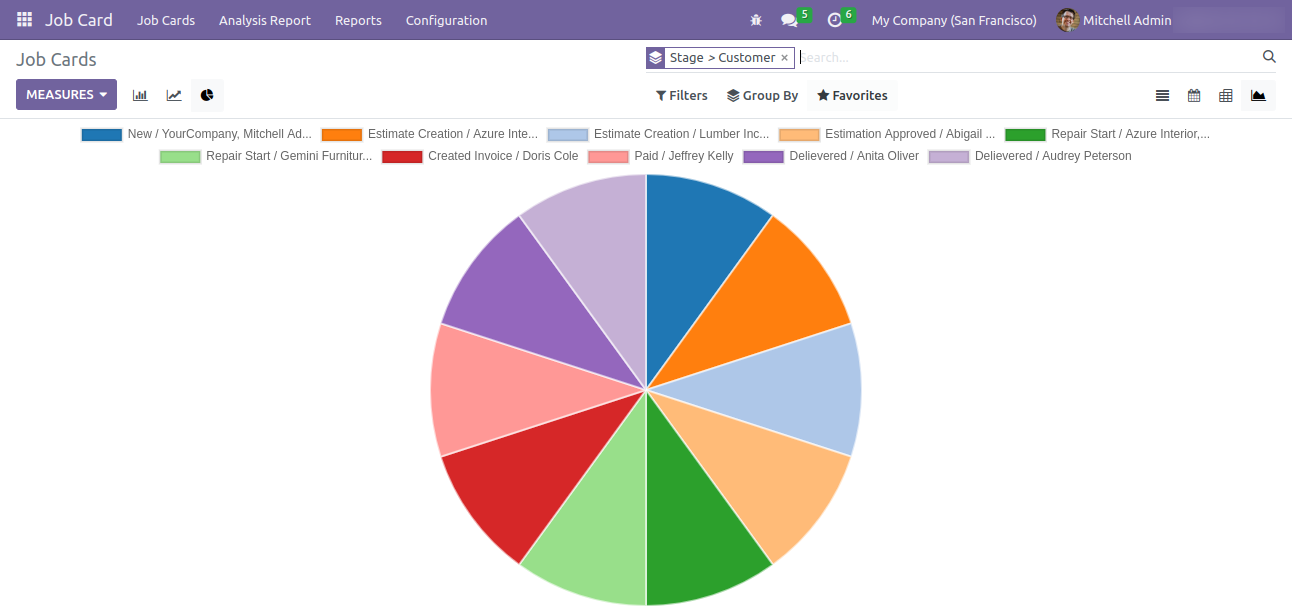 Job Card Job Cards Analysis Report Reports Configuration 5 6 My Company (San Francisco) Mitchell Admin
Job Cards Stage > Customer × Search...
MEASURES Filters Group By Favorites
New / YourCompany, Mitchell Ad... Estimate Creation / Azure Inte... Estimate Creation / Lumber Inc... Estimation Approved / Abigail ... Repair Start / Azure Interior,...
Repair Start / Gemini Furnitur... Created Invoice / Doris Cole Paid / Jeffrey Kelly Delievered / Anita Oliver Delievered / Audrey Peterson